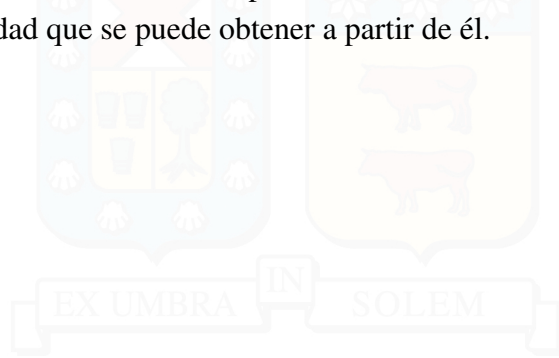 dad que se puede obtener a partir de él.
IN
EX UMBRA SOLEM